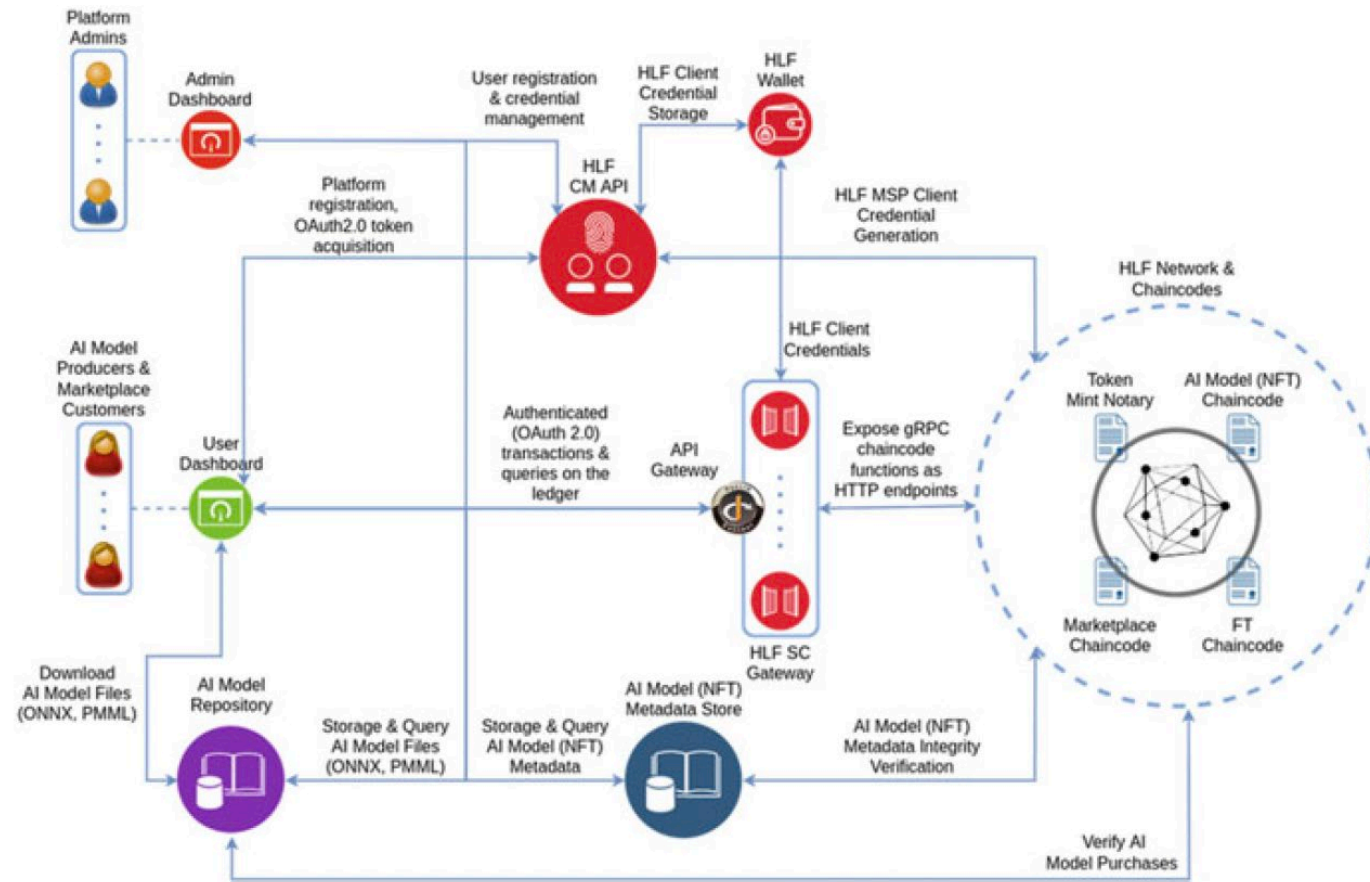 Platform
Admins
Admin
Dashboard
User registration
& credential
management
HLF Client
Credential
Storage
HLF
Wallet
HLF
CM API
Platform
registration,
OAuth2.0 token
acquisition
HLF MSP Client
Credential
Generation
HLF Network &
Chaincodes
HLF Client
Credentials
AI Model
Producers &
Marketplace
Customers
User
Dashboard
Authenticated
(OAuth 2.0)
transactions &
queries on the
ledger
API
Gateway
Expose gRPC
chaincode
functions as
HTTP endpoints
Token
Mint Notary
AI Model (NFT)
Chaincode
Marketplace
Chaincode
FT
Chaincode
HLF SC
Gateway
Download
AI Model Files
(ONNX, PMML)
AI Model
Repository
Storage & Query
AI Model Files
(ONNX, PMML)
Storage & Query
AI Model (NFT)
Metadata
AI Model (NFT)
Metadata Store
AI Model (NFT)
Metadata Integrity
Verification
Verify AI
Model Purchases